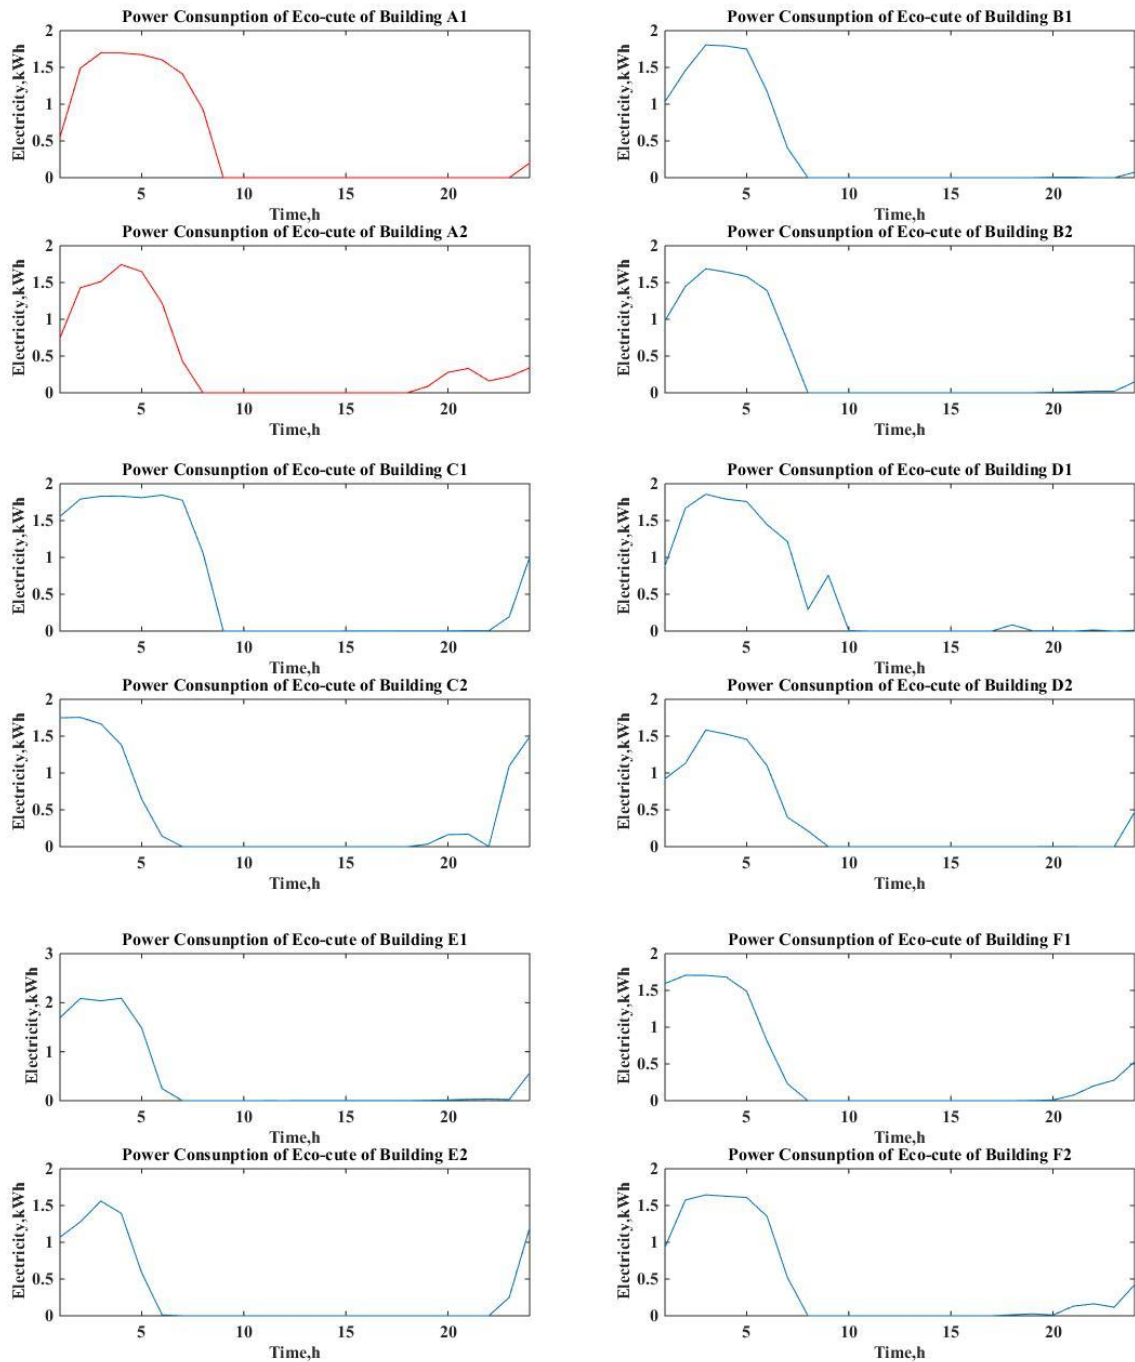 Power Consunption of Eco-cute of Building A1
2
1.5
1
0.5
0
Electricity,kWh
5
10
15
20
Time,h
Power Consunption of Eco-cute of Building B1
2
1.5
1
0.5
0
Electricity,kWh
5
10
15
20
Time,h
Power Consunption of Eco-cute of Building A2
2
1.5
1
0.5
0
Electricity,kWh
5
10
15
20
Time,h
Power Consunption of Eco-cute of Building B2
2
1.5
1
0.5
0
Electricity,kWh
5
10
15
20
Time,h
Power Consunption of Eco-cute of Building C1
2
1.5
1
0.5
0
Electricity,kWh
5
10
15
20
Time,h
Power Consunption of Eco-cute of Building D1
2
1.5
1
0.5
0
Electricity,kWh
5
10
15
20
Time,h
Power Consunption of Eco-cute of Building C2
2
1.5
1
0.5
0
Electricity,kWh
5
10
15
20
Time,h
Power Consunption of Eco-cute of Building D2
2
1.5
1
0.5
0
Electricity,kWh
5
10
15
20
Time,h
Power Consunption of Eco-cute of Building E1
3
2
1
0
Electricity,kWh
5
10
15
20
Time,h
Power Consunption of Eco-cute of Building F1
2
1.5
1
0.5
0
Electricity,kWh
5
10
15
20
Time,h
Power Consunption of Eco-cute of Building E2
2
1.5
1
0.5
0
Electricity,kWh
5
10
15
20
Time,h
Power Consunption of Eco-cute of Building F2
2
1.5
1
0.5
0
Electricity,kWh
5
10
15
20
Time,h